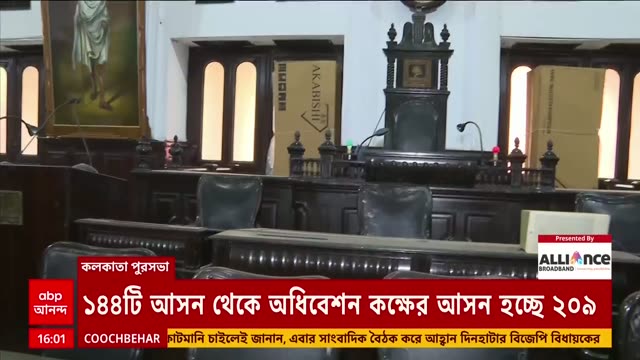 AKARISHI
Presented By
ALLIANCE
BROADBAND
কলকাতা পুরসভা
abp
আনন্দ
১৪৪টি আসন থেকে অধিবেশন কক্ষের আসন হচ্ছে ২০৯
16:01
COOCHBEHAR
কাটমানি চাইলেই জানান, এবার সাংবাদিক বৈঠক করে আহ্বান দিনহাটার বিজেপি বিধায়কের